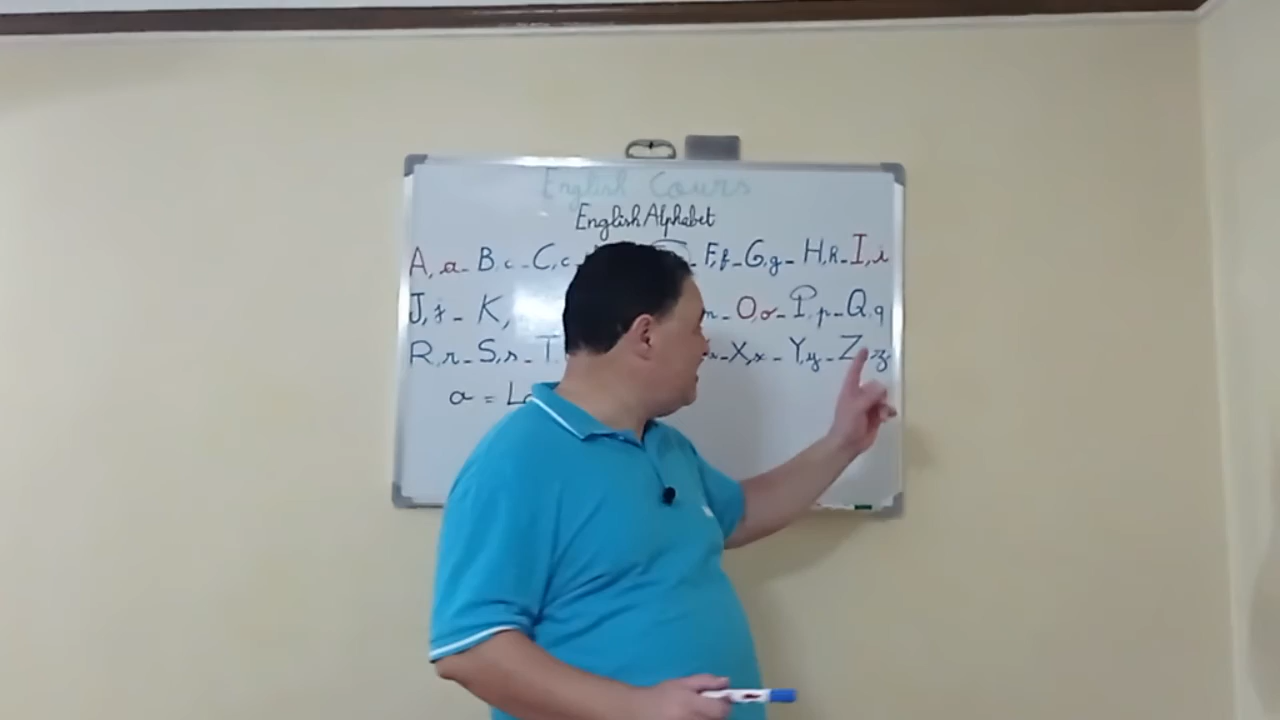 English Cours
English Alphabet
A, a - B, c - C, c - F, f - G, g - H, h - I, i
J, j - K, - O, o - P, p - Q, q
R, r - S, s - T - X, x - Y, y - Z, z
a =